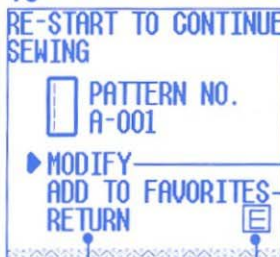 RE-START TO CONTINUE
SEWING
PATTERN NO.
A-001
MODIFY
ADD TO FAVORITES
RETURN
E